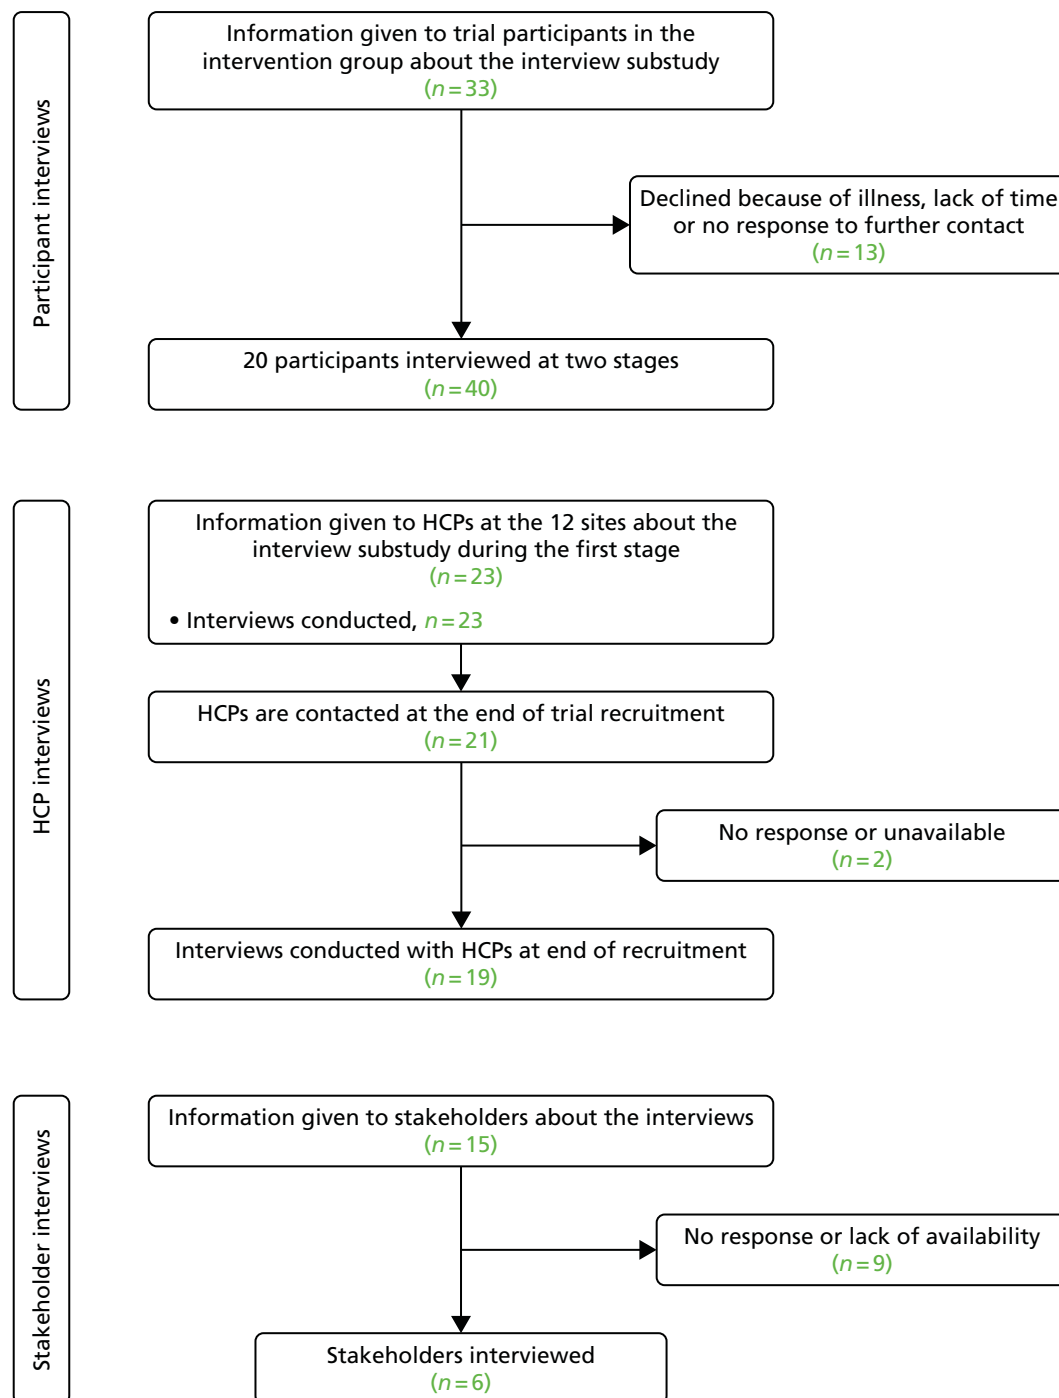 Participant interviews
Information given to trial participants in the
intervention group about the interview substudy
(n = 33)
Declined because of illness, lack of time
or no response to further contact
(n = 13)
20 participants interviewed at two stages
(n = 40)
HCP interviews
Information given to HCPs at the 12 sites about the
interview substudy during the first stage
(n = 23)
• Interviews conducted, n = 23
HCPs are contacted at the end of trial recruitment
(n = 21)
No response or unavailable
(n = 2)
Interviews conducted with HCPs at end of recruitment
(n = 19)
Stakeholder interviews
Information given to stakeholders about the interviews
(n = 15)
No response or lack of availability
(n = 9)
Stakeholders interviewed
(n = 6)